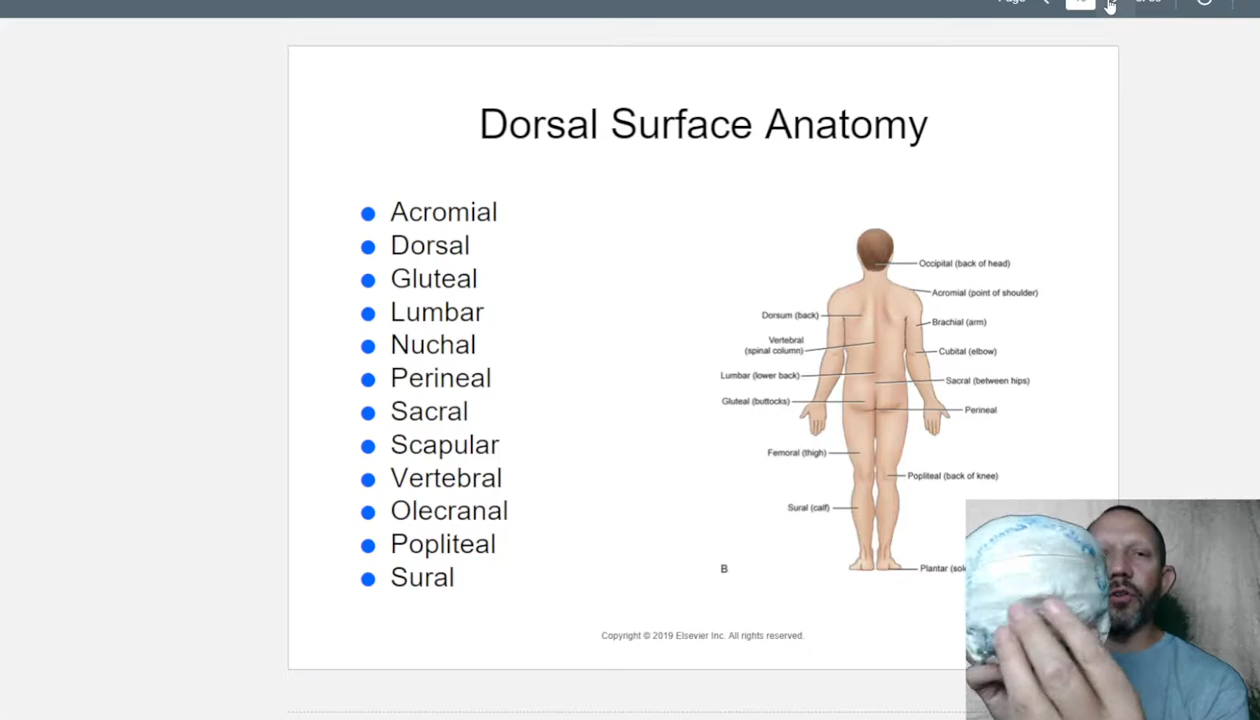 Page
Dorsal Surface Anatomy
Acromial
Dorsal
Gluteal
Lumbar
Nuchal
Perineal
Sacral
Scapular
Vertebral
Olecranal
Popliteal
Sural
Occipital (back of head)
Acromial (point of shoulder)
Dorsum (back)
Brachial (arm)
Vertebral
(spinal column)
Cubital (elbow)
Lumbar (lower back)
Sacral (between hips)
Gluteal (buttocks)
Perineal
Femoral (thigh)
Popliteal (back of knee)
Sural (calf)
B
Plantar
Copyright © 2019 Elsevier Inc. All rights reserved.